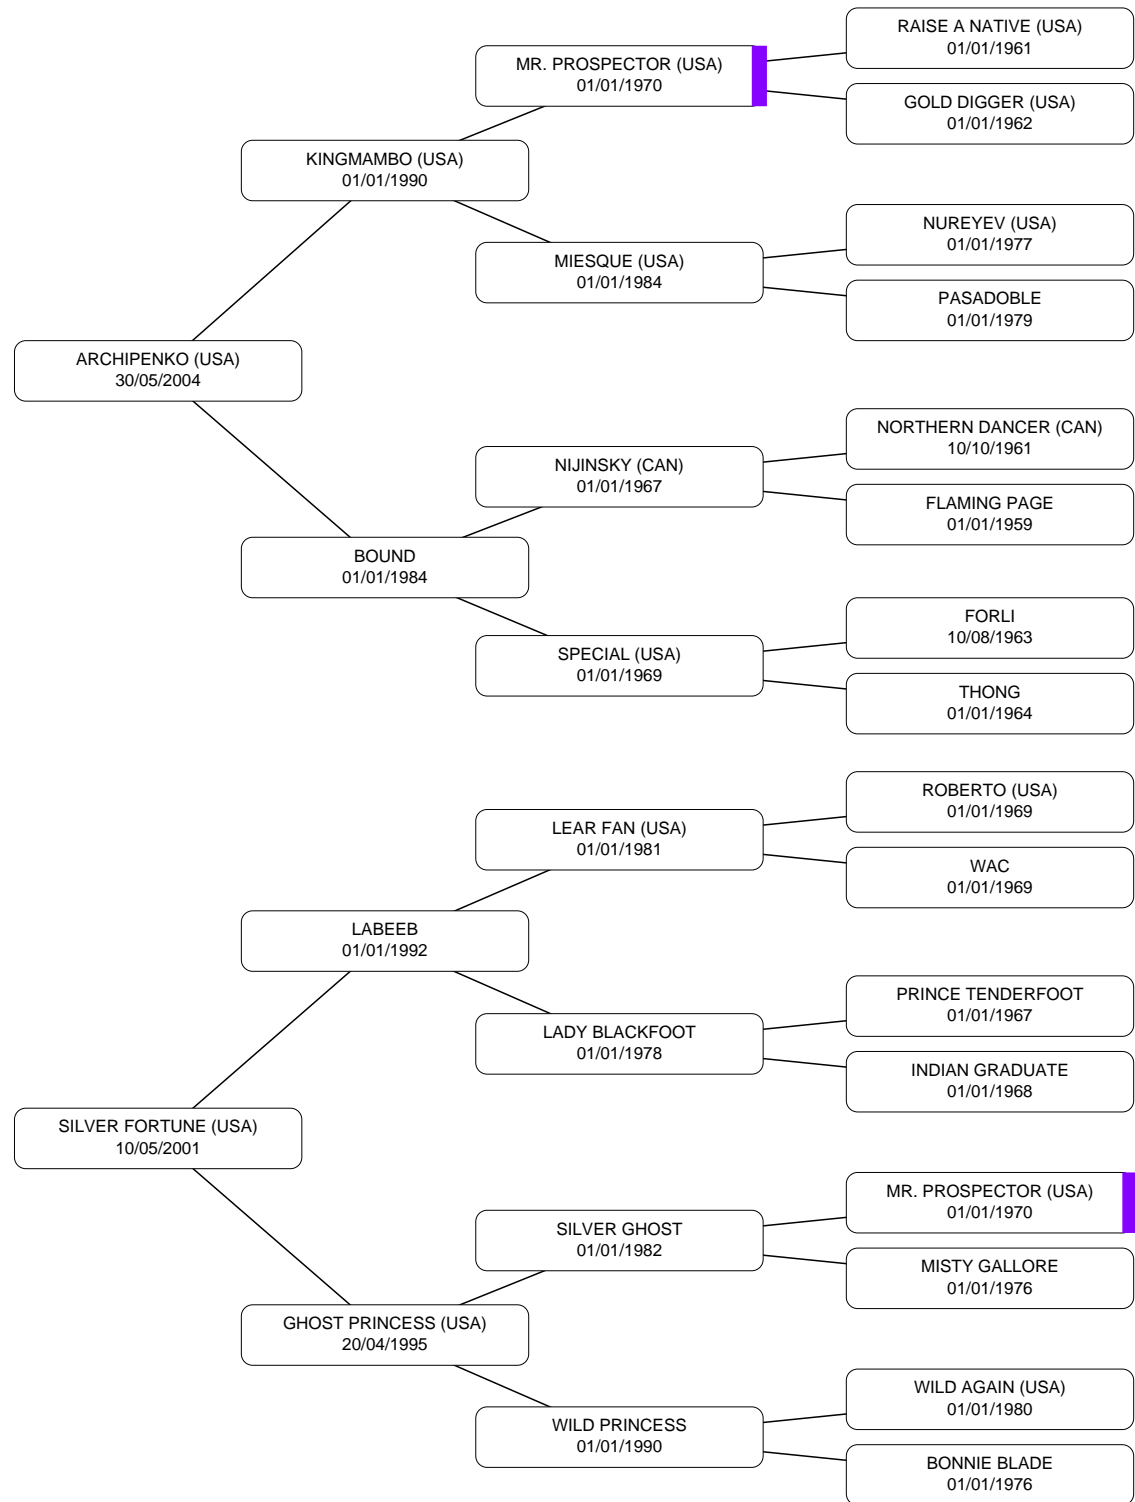 RAISE A NATIVE (USA)
01/01/1961
MR. PROSPECTOR (USA)
01/01/1970
GOLD DIGGER (USA)
01/01/1962
KINGMAMBO (USA)
01/01/1990
NUREYEV (USA)
01/01/1977
MIESQUE (USA)
01/01/1984
PASADOBLE
01/01/1979
ARCHIPENKO (USA)
30/05/2004
NORTHERN DANCER (CAN)
10/10/1961
NIJINSKY (CAN)
01/01/1967
FLAMING PAGE
01/01/1959
BOUND
01/01/1984
FORLI
10/08/1963
SPECIAL (USA)
01/01/1969
THONG
01/01/1964
ROBERTO (USA)
01/01/1969
LEAR FAN (USA)
01/01/1981
WAC
01/01/1969
LABEEB
01/01/1992
PRINCE TENDERFOOT
01/01/1967
LADY BLACKFOOT
01/01/1978
INDIAN GRADUATE
01/01/1968
SILVER FORTUNE (USA)
10/05/2001
MR. PROSPECTOR (USA)
01/01/1970
SILVER GHOST
01/01/1982
MISTY GALLORE
01/01/1976
GHOST PRINCESS (USA)
20/04/1995
WILD AGAIN (USA)
01/01/1980
WILD PRINCESS
01/01/1990
BONNIE BLADE
01/01/1976